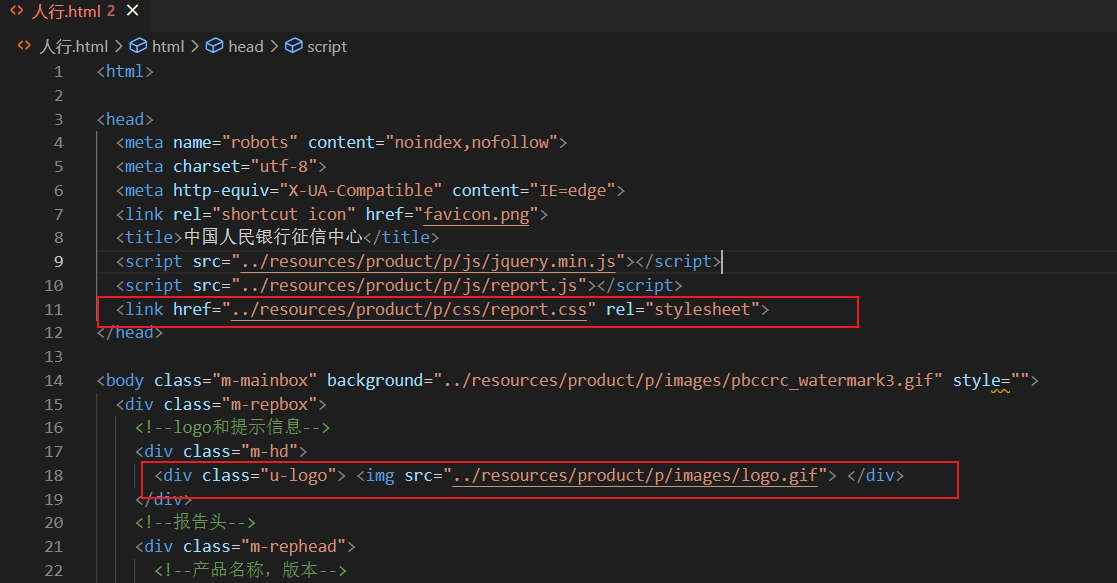 人行.html 2
人行.html html head script
1 <html>
2
3 <head>
4 <meta name="robots" content="noindex,nofollow">
5 <meta charset="utf-8">
6 <meta http-equiv="X-UA-Compatible" content="IE=edge">
7 <link rel="shortcut icon" href="favicon.png">
8 <title>中国人民银行征信中心</title>
9 <script src="../resources/product/p/js/jquery.min.js"></script>
10 <script src="../resources/product/p/js/report.js"></script>
11 <link href="../resources/product/p/css/report.css" rel="stylesheet">
12 </head>
13
14 <body class="m-mainbox" background="../resources/product/p/images/pbccrc_watermark3.gif" style="">
15 <div class="m-repbox">
16 <!--logo和提示信息-->
17 <div class="m-hd">
18 <div class="u-logo"> <img src="../resources/product/p/images/logo.gif"> </div>
19 </div>
20 <!--报告头-->
21 <div class="m-rephead">
22 <!--产品名称，版本-->